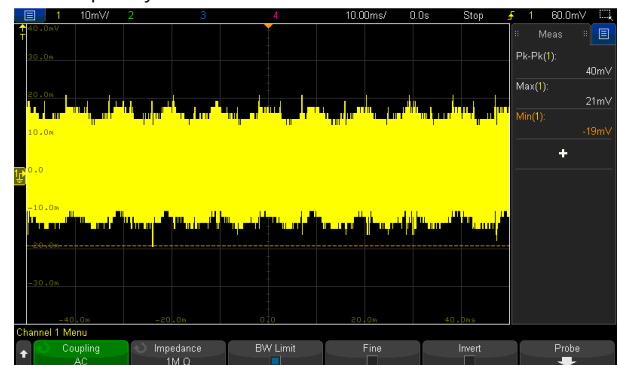 1 10mV/ 2 3 4 10.00ms/ 0.0s Stop 1 60.0mV
T
40.0mV
30.0m
20.0m
10.0m
1 0.0
-10.0m
-20.0m
-30.0m
-40.0m -20.0m 0.0 20.0m 40.0ms
Meas
Pk-Pk(1):
40mV
Max(1):
21mV
Min(1):
-19mV
+
Channel 1 Menu
Coupling Impedance BW Limit Fine Invert Probe
AC 1M Ω